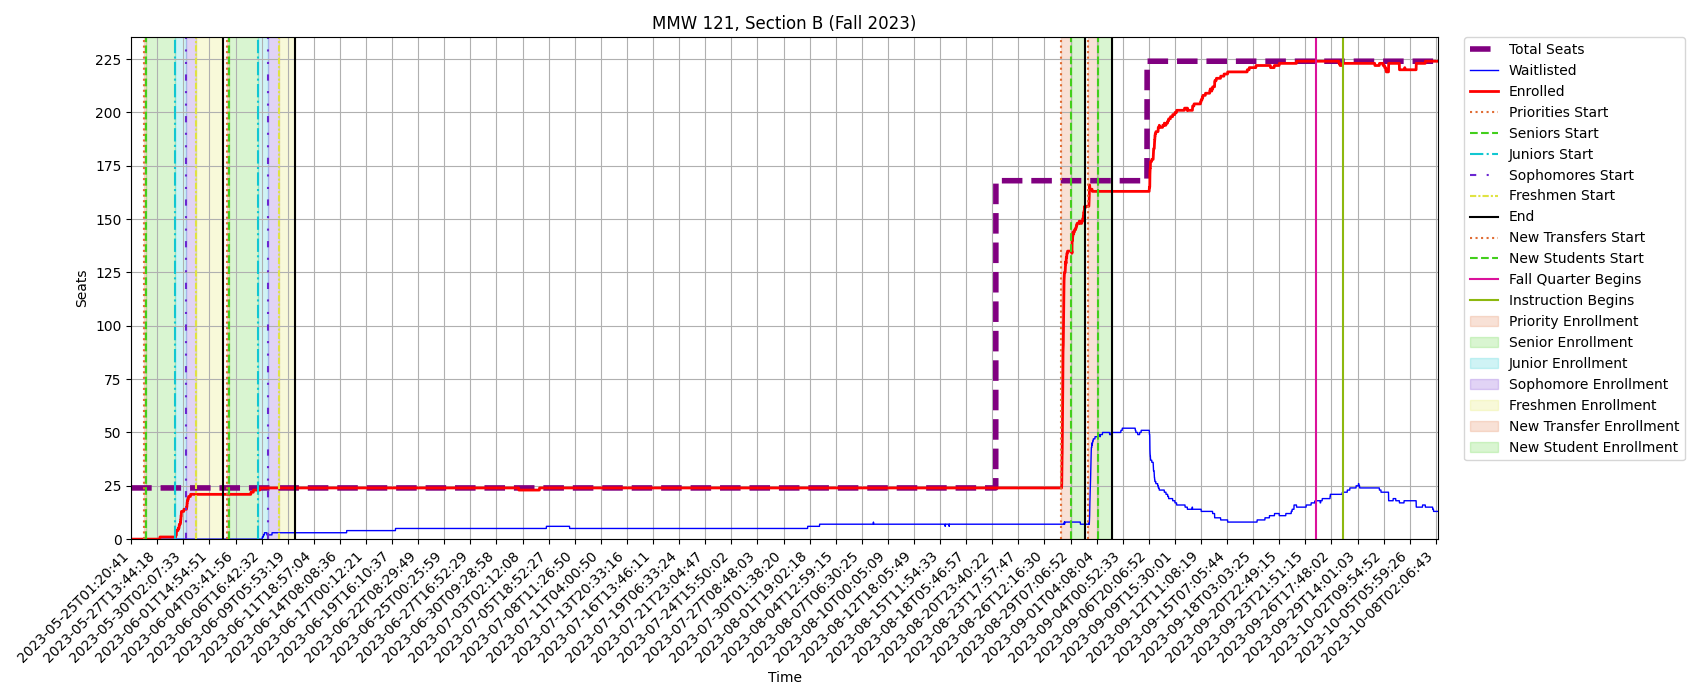 MMW 121, Section B (Fall 2023)
Seats
225
200
175
150
125
100
75
50
25
0
2023-05-25T01:20:41
2023-05-27T13:44:18
2023-05-30T02:07:33
2023-06-01T14:54:51
2023-06-04T03:41:56
2023-06-06T16:42:32
2023-06-09T05:53:19
2023-06-11T18:57:04
2023-06-14T08:08:36
2023-06-17T00:12:21
2023-06-19T16:10:37
2023-06-22T08:29:49
2023-06-25T00:25:59
2023-06-27T16:52:29
2023-06-30T09:28:58
2023-07-03T02:12:08
2023-07-05T18:52:27
2023-07-08T11:26:50
2023-07-11T04:00:50
2023-07-13T20:33:16
2023-07-16T13:46:11
2023-07-19T06:33:24
2023-07-21T23:04:47
2023-07-24T15:50:02
2023-07-27T08:48:03
2023-07-30T01:38:20
2023-08-01T19:02:18
2023-08-04T12:59:15
2023-08-07T06:30:25
2023-08-10T00:05:09
2023-08-12T18:05:49
2023-08-15T11:54:33
2023-08-18T05:46:57
2023-08-20T23:40:22
2023-08-23T17:57:47
2023-08-26T12:16:30
2023-08-29T07:06:52
2023-09-01T04:08:04
2023-09-04T00:52:33
2023-09-06T20:06:52
2023-09-09T15:30:01
2023-09-12T11:08:19
2023-09-15T07:05:44
2023-09-18T03:03:25
2023-09-20T22:49:15
2023-09-23T21:51:15
2023-09-26T17:48:02
2023-09-29T14:01:03
2023-10-02T09:54:52
2023-10-05T05:59:26
2023-10-08T02:06:43
Time
Total Seats
Waitlisted
Enrolled
Priorities Start
Seniors Start
Juniors Start
Sophomores Start
Freshmen Start
End
New Transfers Start
New Students Start
Fall Quarter Begins
Instruction Begins
Priority Enrollment
Senior Enrollment
Junior Enrollment
Sophomore Enrollment
Freshmen Enrollment
New Transfer Enrollment
New Student Enrollment